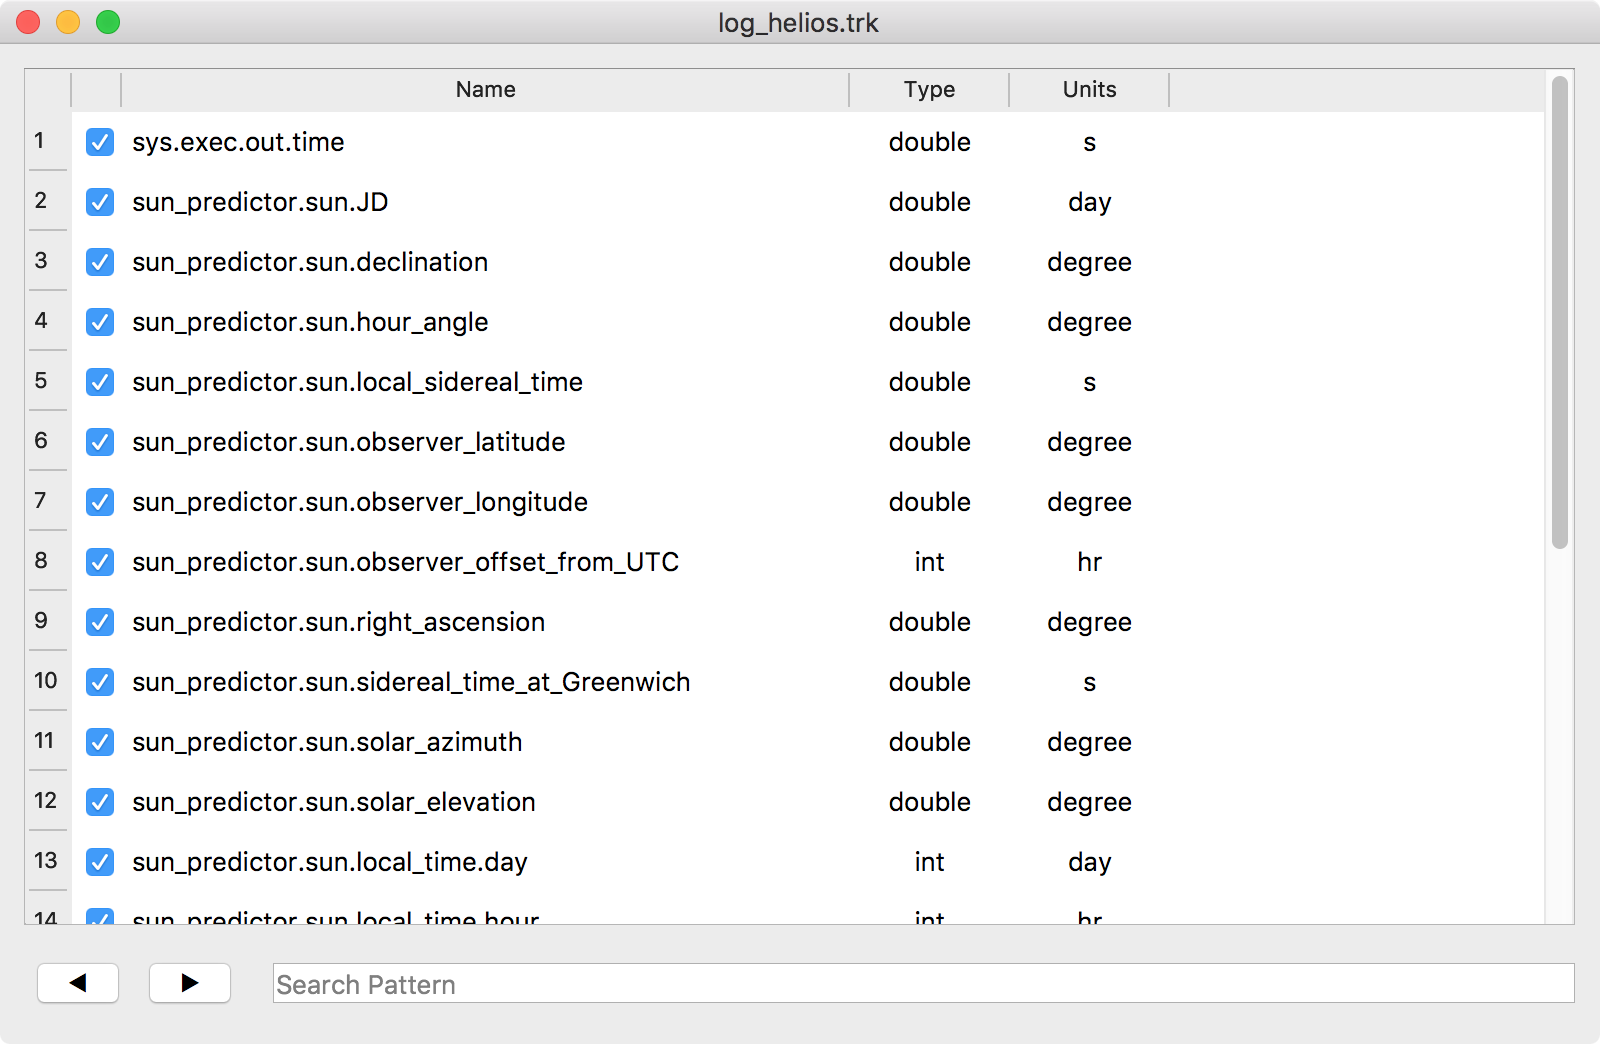 log_helios.trk
Name Type Units
1 sys.exec.out.time double s
2 sun_predictor.sun.JD double day
3 sun_predictor.sun.declination double degree
4 sun_predictor.sun.hour_angle double degree
5 sun_predictor.sun.local_sidereal_time double s
6 sun_predictor.sun.observer_latitude double degree
7 sun_predictor.sun.observer_longitude double degree
8 sun_predictor.sun.observer_offset_from_UTC int hr
9 sun_predictor.sun.right_ascension double degree
10 sun_predictor.sun.sidereal_time_at_Greenwich double s
11 sun_predictor.sun.solar_azimuth double degree
12 sun_predictor.sun.solar_elevation double degree
13 sun_predictor.sun.local_time.day int day
14 sun_predictor.sun.local_time.hour int hr
Search Pattern